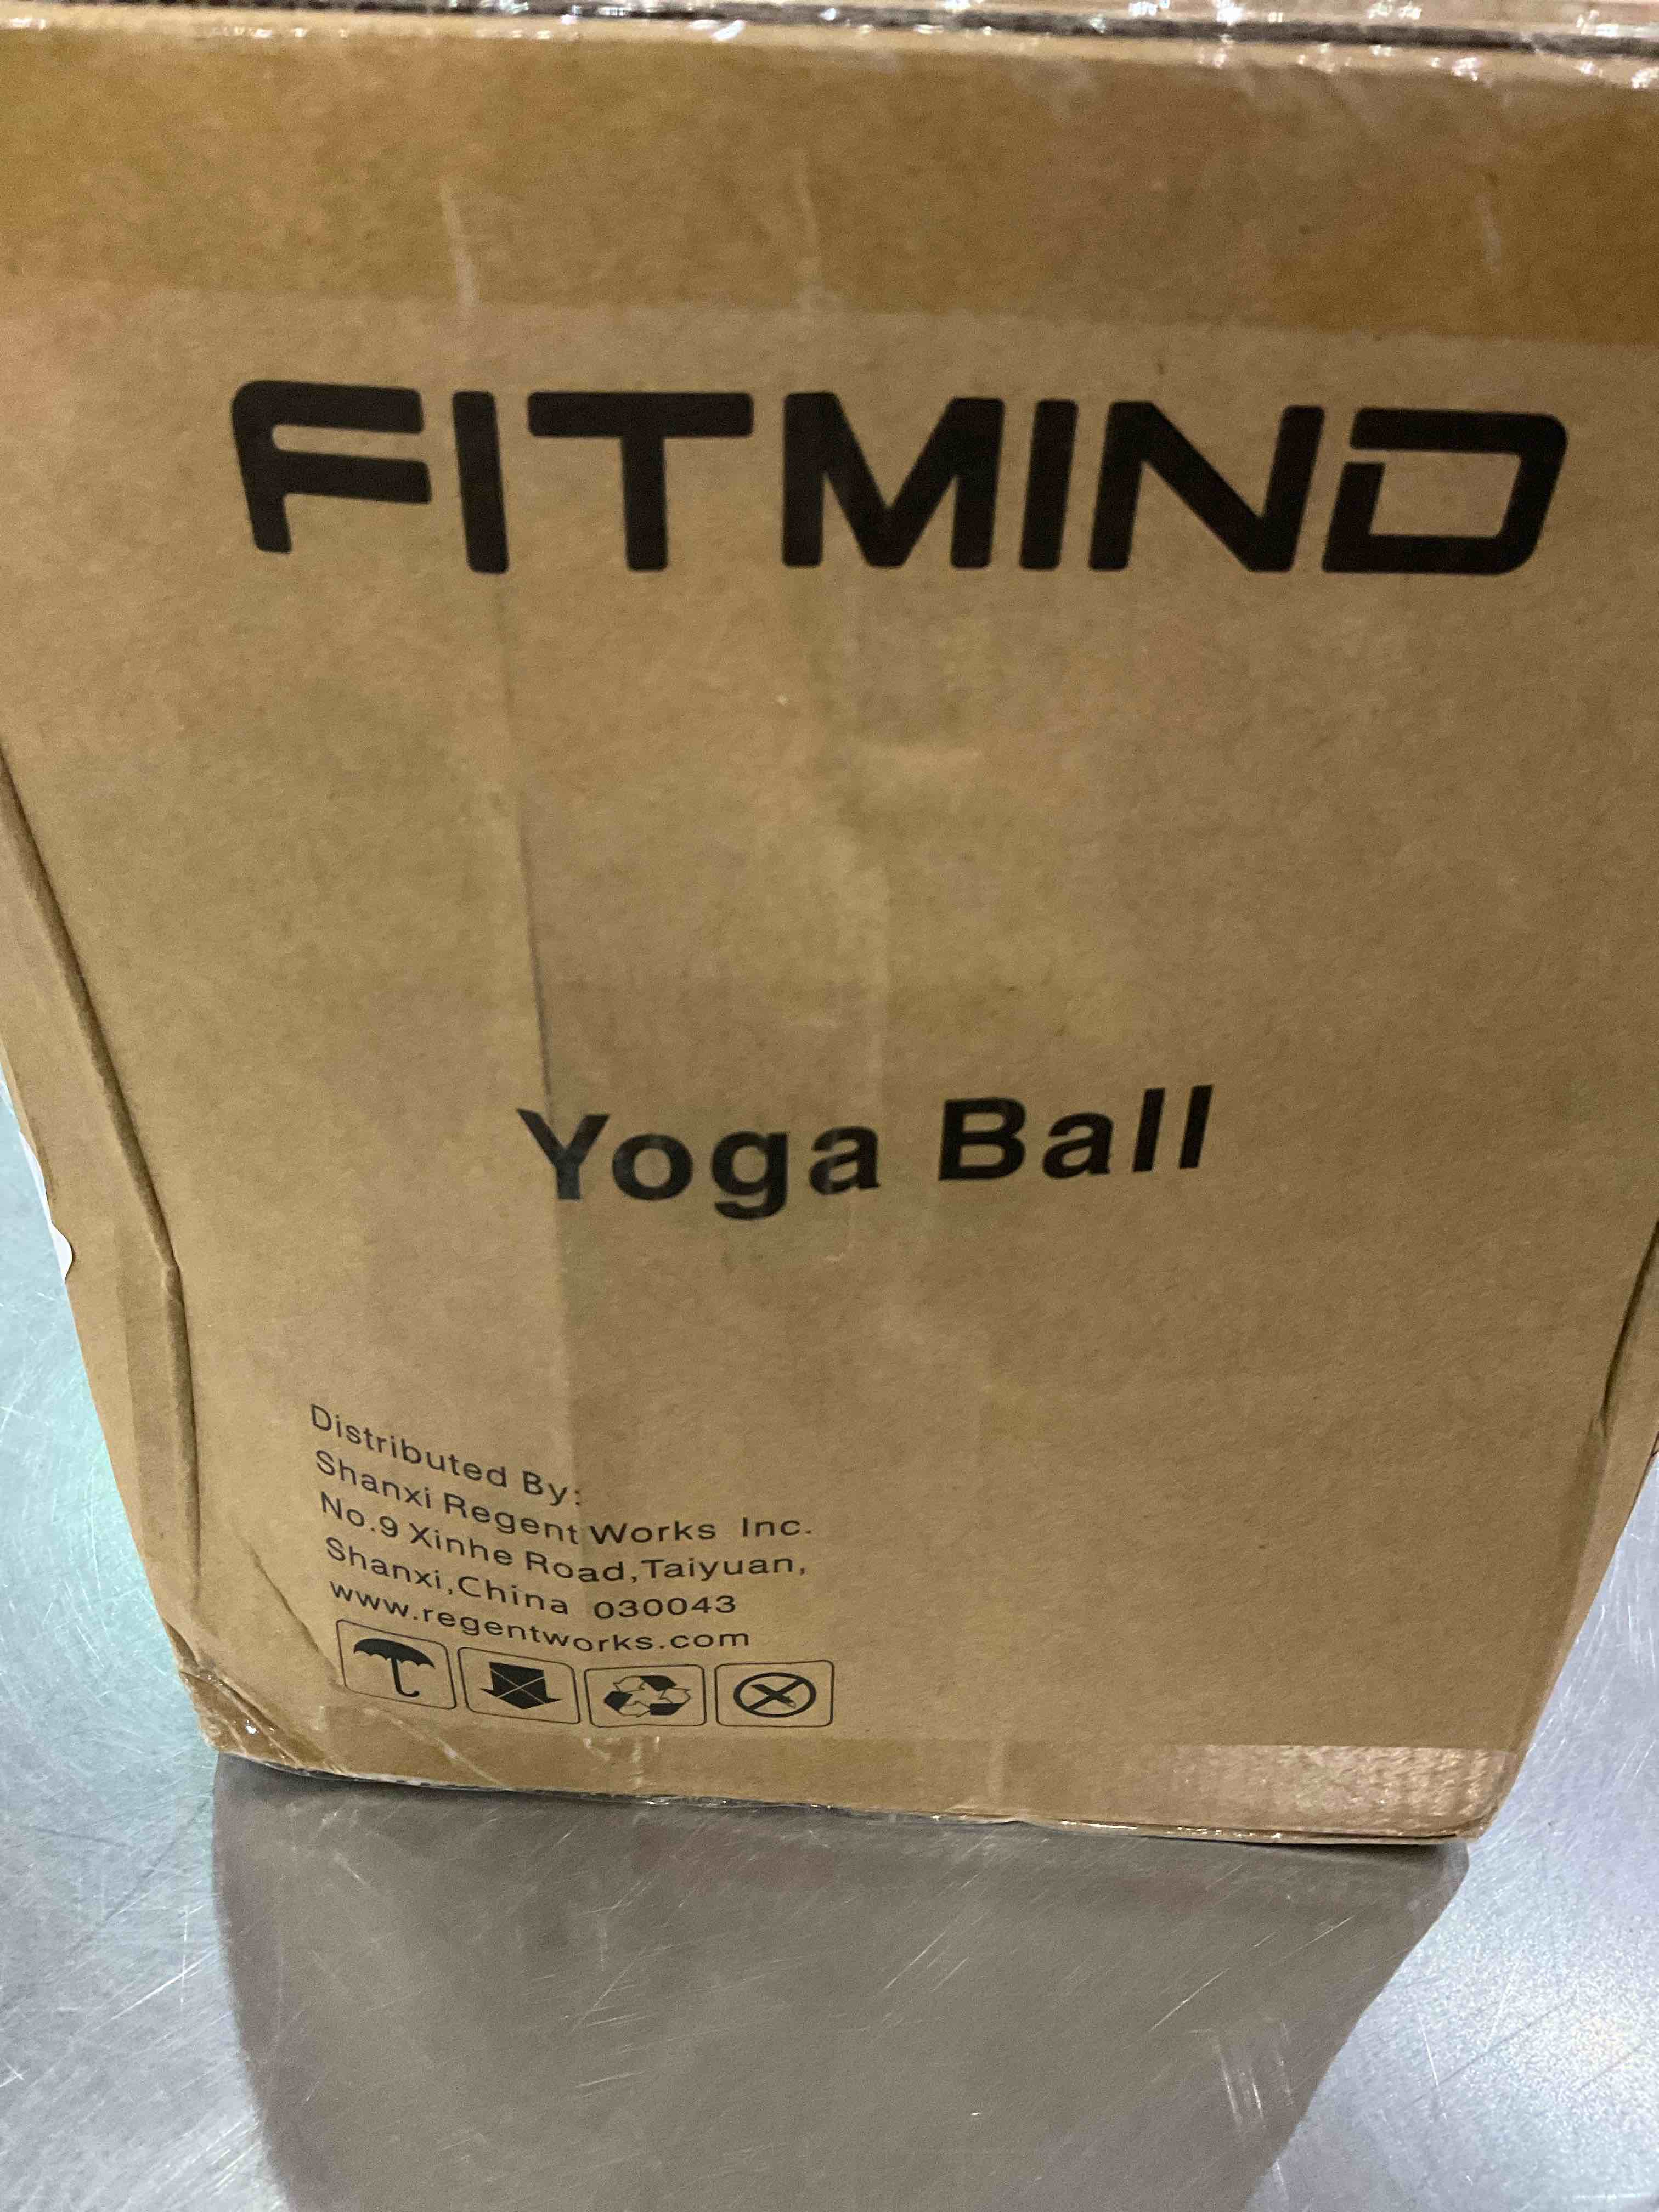 FITMIND
Yoga Ball
Distributed By:
Shanxi Regent Works Inc.
No.9 Xinhe Road,Taiyuan,
Shanxi,China 030043
www.regentworks.com